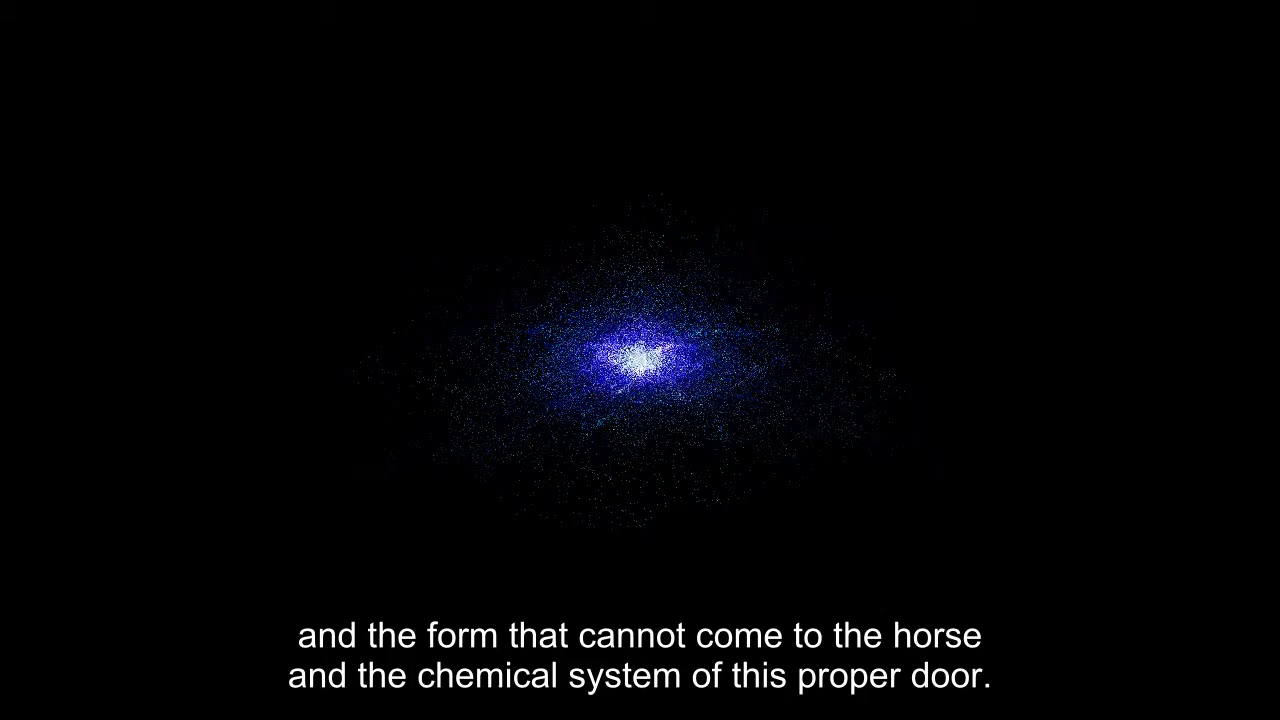 and the form that cannot come to the horse
and the chemical system of this proper door.